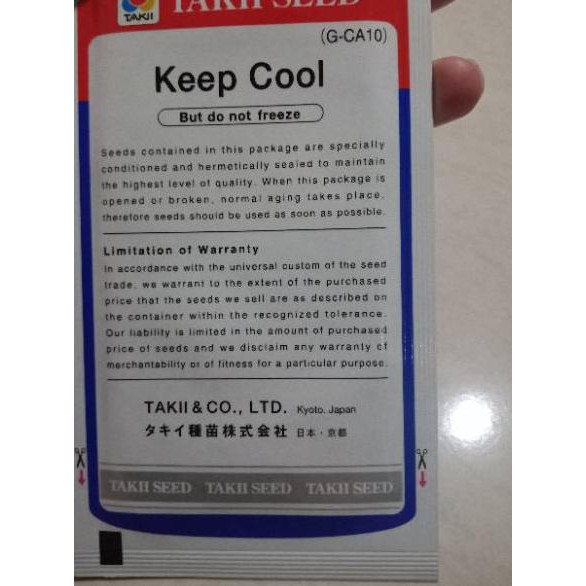 TAKII
TAKII SEED
(G-CA10)
Keep Cool
But do not freeze
Seeds contained in this package are specially
conditioned and hermetically sealed to maintain
the highest level of quality. When this package is
opened or broken, normal aging takes place,
therefore seeds should be used as soon as possible.
Limitation of Warranty
In accordance with the universal custom of the seed
trade, we warrant to the extent of the purchased
price that the seeds we sell are as described on
the container within the recognized tolerance.
Our liability is limited in the amount of purchased
price of seeds and we disclaim any warranty of
merchantability or of fitness for a particular purpose.
TAKII & CO., LTD. Kyoto, Japan
タキイ種苗株式会社 日本・京都
TAKII SEED TAKII SEED TAKII SEED